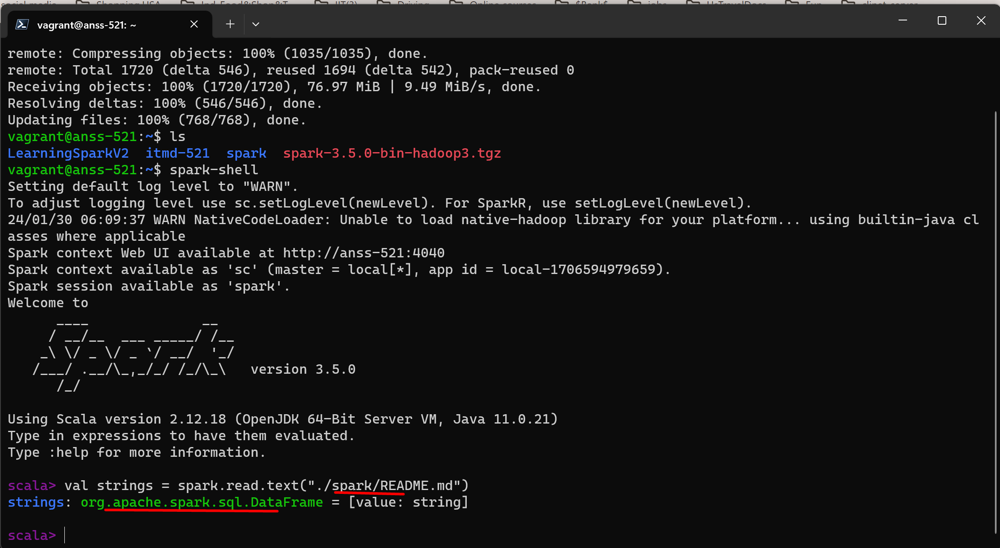 vagrant@anss-521: ~
remote: Compressing objects: 100% (1035/1035), done.
remote: Total 1720 (delta 546), reused 1694 (delta 542), pack-reused 0
Receiving objects: 100% (1720/1720), 76.97 MiB | 9.49 MiB/s, done.
Resolving deltas: 100% (546/546), done.
Updating files: 100% (768/768), done.
vagrant@anss-521:~$ ls
LearningSparkV2  itmd-521  spark  spark-3.5.0-bin-hadoop3.tgz
vagrant@anss-521:~$ spark-shell
Setting default log level to "WARN".
To adjust logging level use sc.setLogLevel(newLevel). For SparkR, use setLogLevel(newLevel).
24/01/30 06:09:37 WARN NativeCodeLoader: Unable to load native-hadoop library for your platform... using builtin-java cl
asses where applicable
Spark context Web UI available at http://anss-521:4040
Spark context available as 'sc' (master = local[*], app id = local-1706594979659).
Spark session available as 'spark'.
Welcome to
      ____              __
     / __/__  ___ _____/ /__
    _\ \/ _ \/ _ `/ __/  '_/
   /___/ .__/\_,_/_/ /_/\_\   version 3.5.0
      /_/
Using Scala version 2.12.18 (OpenJDK 64-Bit Server VM, Java 11.0.21)
Type in expressions to have them evaluated.
Type :help for more information.
scala> val strings = spark.read.text("./spark/README.md")
strings: org.apache.spark.sql.DataFrame = [value: string]
scala>